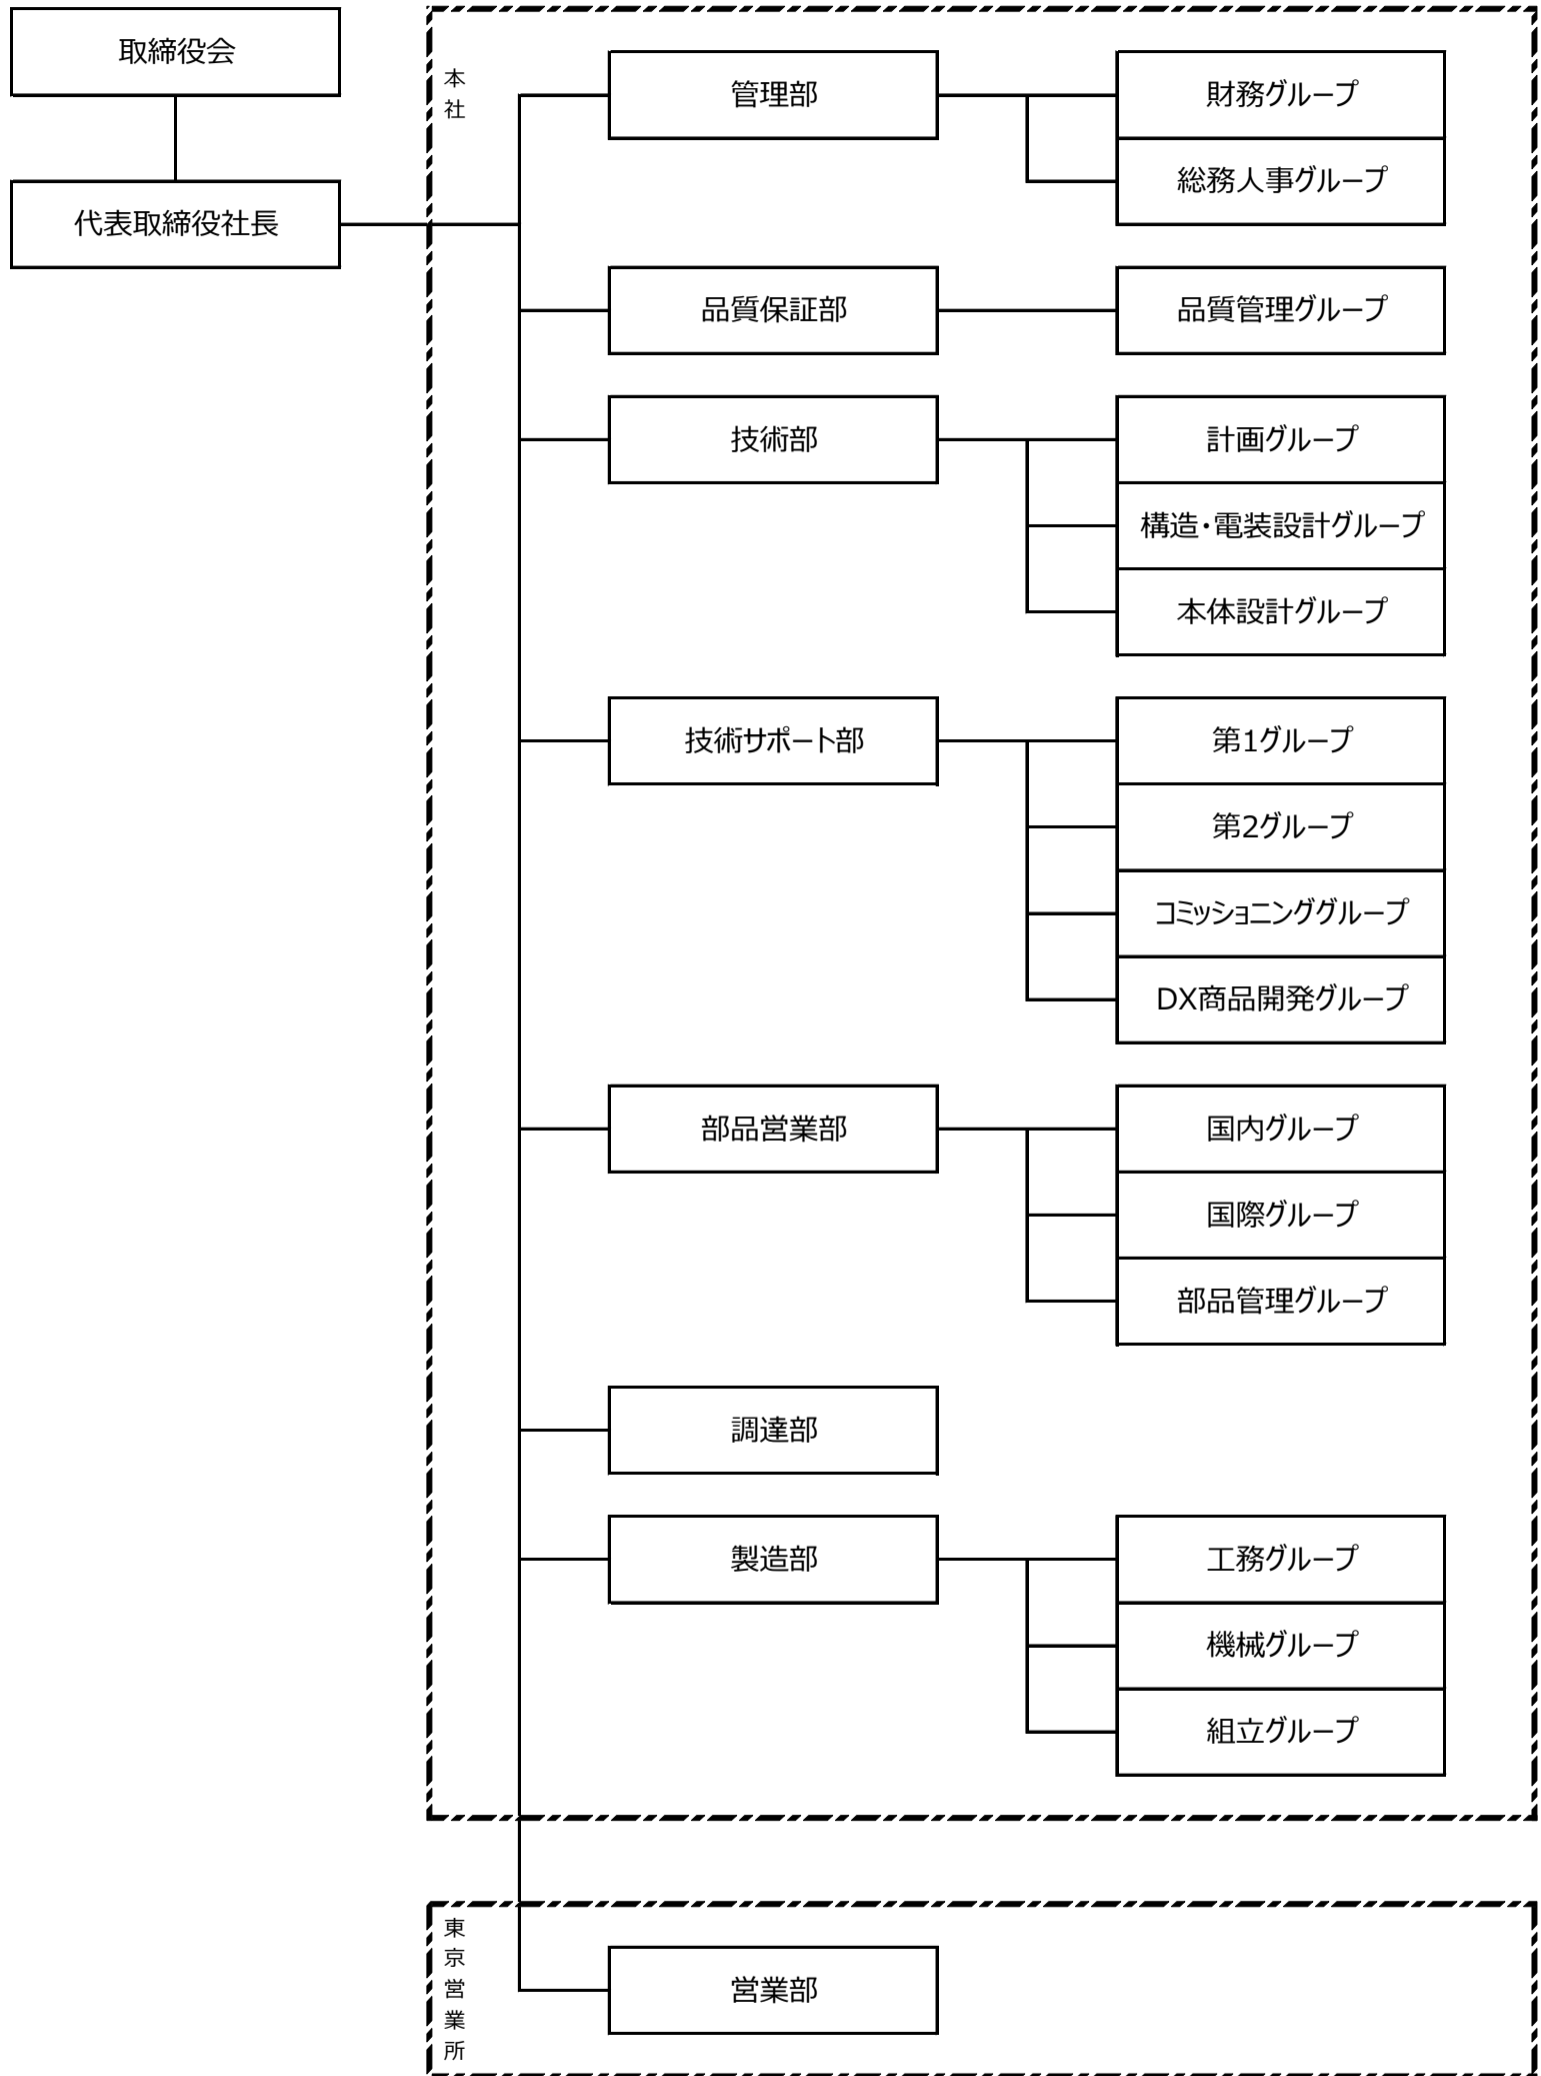 取締役会
代表取締役社長
本社
管理部
財務グループ
総務人事グループ
品質保証部
品質管理グループ
技術部
計画グループ
構造・電装設計グループ
本体設計グループ
技術サポート部
第1グループ
第2グループ
コミッショニンググループ
DX商品開発グループ
部品営業部
国内グループ
国際グループ
部品管理グループ
調達部
製造部
工務グループ
機械グループ
組立グループ
東京営業所
営業部